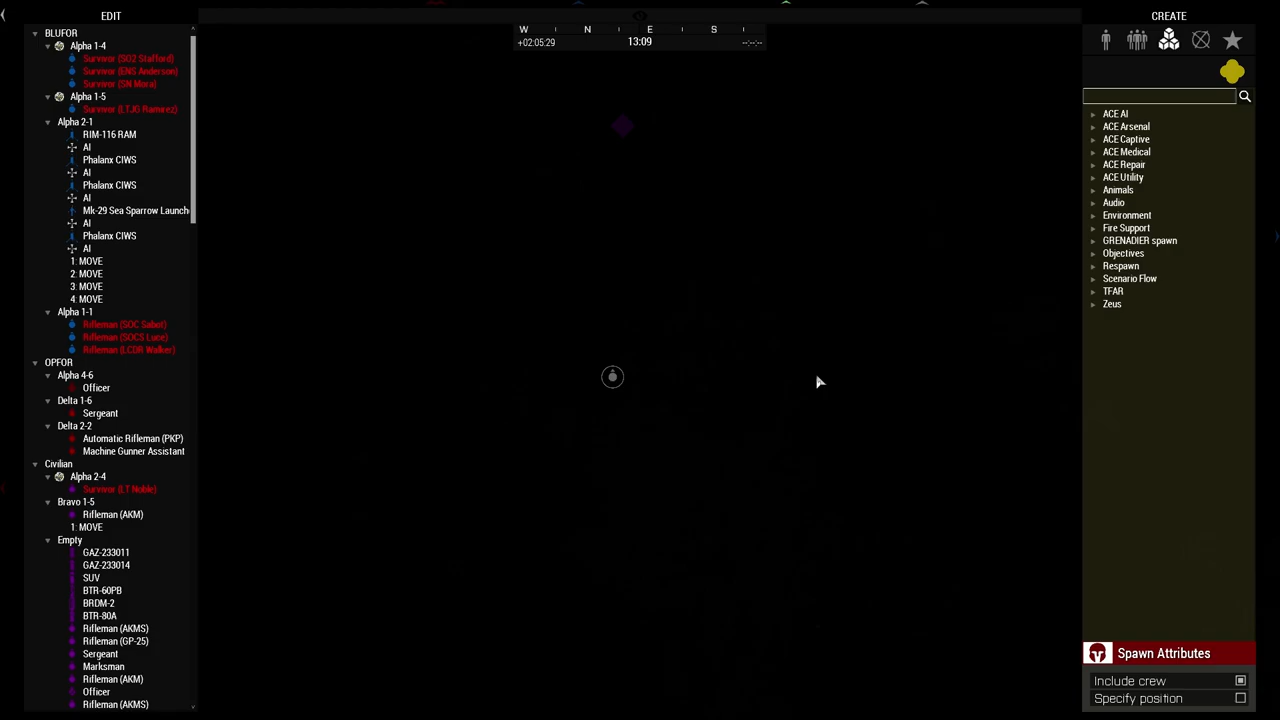 EDIT
BLUFOR
Alpha 1-4
Survivor (SO2 Stafford)
Survivor (ENS Anderson)
Survivor (SN Mora)
Alpha 1-5
Survivor (LTJG Ramirez)
Alpha 2-1
RIM-116 RAM
AI
Phalanx CIWS
AI
Phalanx CIWS
AI
Mk-29 Sea Sparrow Launch
AI
Phalanx CIWS
AI
1: MOVE
2: MOVE
3: MOVE
4: MOVE
Alpha 1-1
Rifleman (SOC Sabot)
Rifleman (SOCS Luce)
Rifleman (LCDR Walker)
OPFOR
Alpha 4-6
Officer
Delta 1-6
Sergeant
Delta 2-2
Automatic Rifleman (PKP)
Machine Gunner Assistant
Civilian
Alpha 2-4
Survivor (LT Noble)
Bravo 1-5
Rifleman (AKM)
1: MOVE
Empty
GAZ-233011
GAZ-233014
SUV
BTR-60PB
BRDM-2
BTR-80A
Rifleman (AKMS)
Rifleman (GP-25)
Sergeant
Marksman
Rifleman (AKM)
Officer
Rifleman (AKMS)
W N E S
+02:05:29 13:09 --:--:--
CREATE
ACE AI
ACE Arsenal
ACE Captive
ACE Medical
ACE Repair
ACE Utility
Animals
Audio
Environment
Fire Support
GRENADIER spawn
Objectives
Respawn
Scenario Flow
TFAR
Zeus
Spawn Attributes
Include crew
Specify position